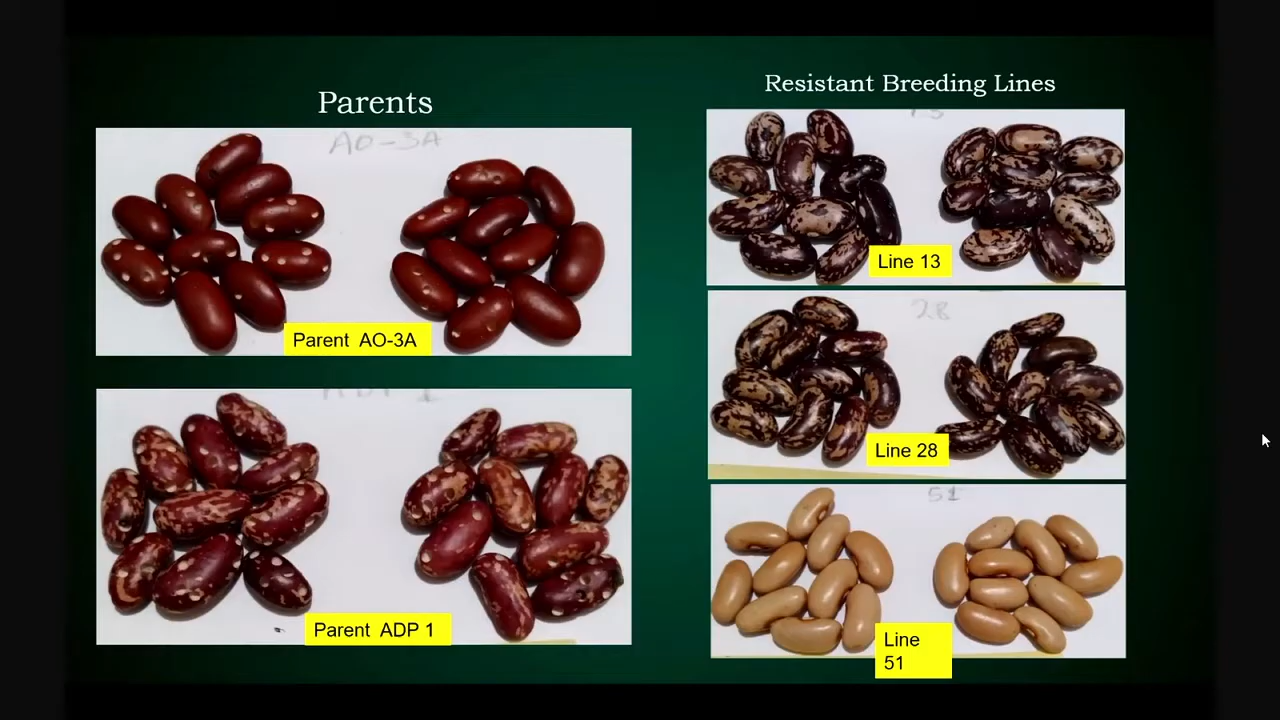 Parents
AO-3A
Parent AO-3A
Parent ADP 1
Resistant Breeding Lines
13
Line 13
28
Line 28
51
Line
51